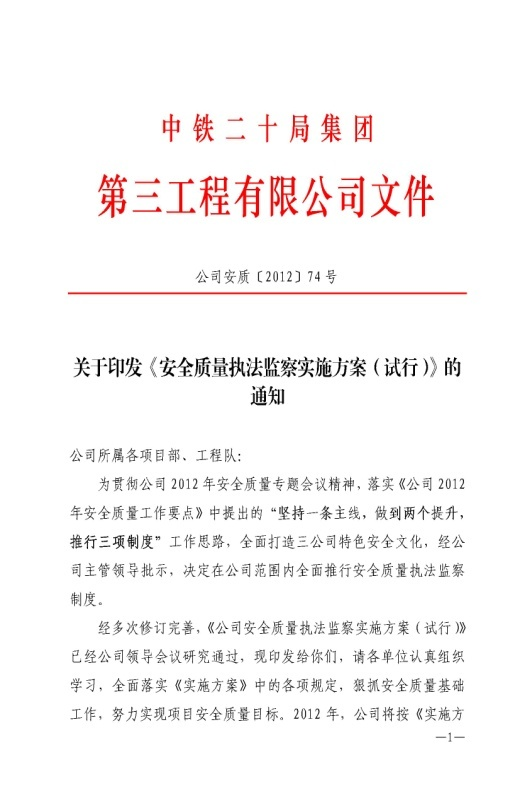 中铁二十局集团
第三工程有限公司文件
公司安质〔2012〕74号
关于印发《安全质量执法监察实施方案（试行）》的
通知
公司所属各项目部、工程队：
为贯彻公司2012年安全质量专题会议精神，落实《公司2012
年安全质量工作要点》中提出的“坚持一条主线，做到两个提升，
推行三项制度”工作思路，全面打造三公司特色安全文化，经公
司主管领导批示，决定在公司范围内全面推行安全质量执法监察
制度。
经多次修订完善，《公司安全质量执法监察实施方案（试行）》
已经公司领导会议研究通过，现印发给你们，请各单位认真组织
学习，全面落实《实施方案》中的各项规定，狠抓安全质量基础
工作，努力实现项目安全质量目标。2012年，公司将按《实施方
—1—